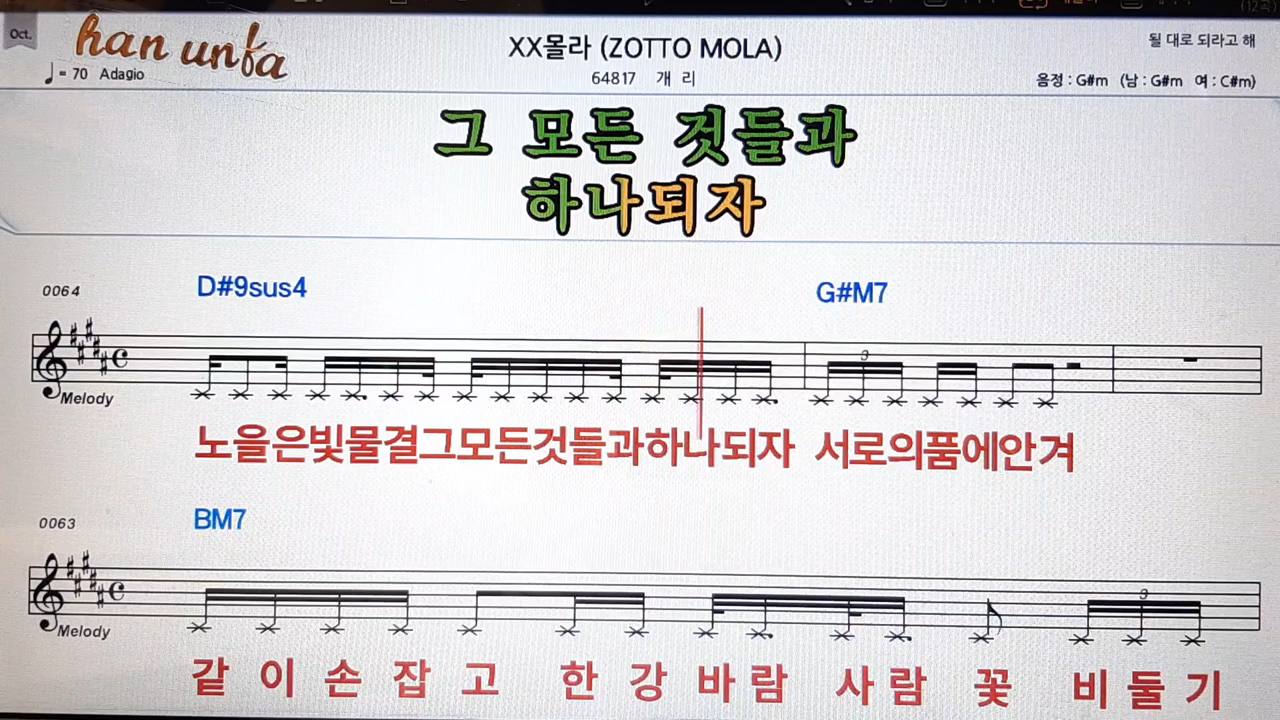 Oct.
han unfa
♩= 70 Adagio
XX몰라 (ZOTTO MOLA)
64817 개 리
될 대로 되라고 해
음정 : G#m (남 : G#m 여 : C#m)
그 모든 것들과
하나되자
0064
D#9sus4
G#M7
3
Melody
노을은빛물결그모든것들과하나되자 서로의품에안겨
0063
BM7
3
Melody
같 이 손 잡 고 한 강 바 람 사 람 꽃 비 둘 기